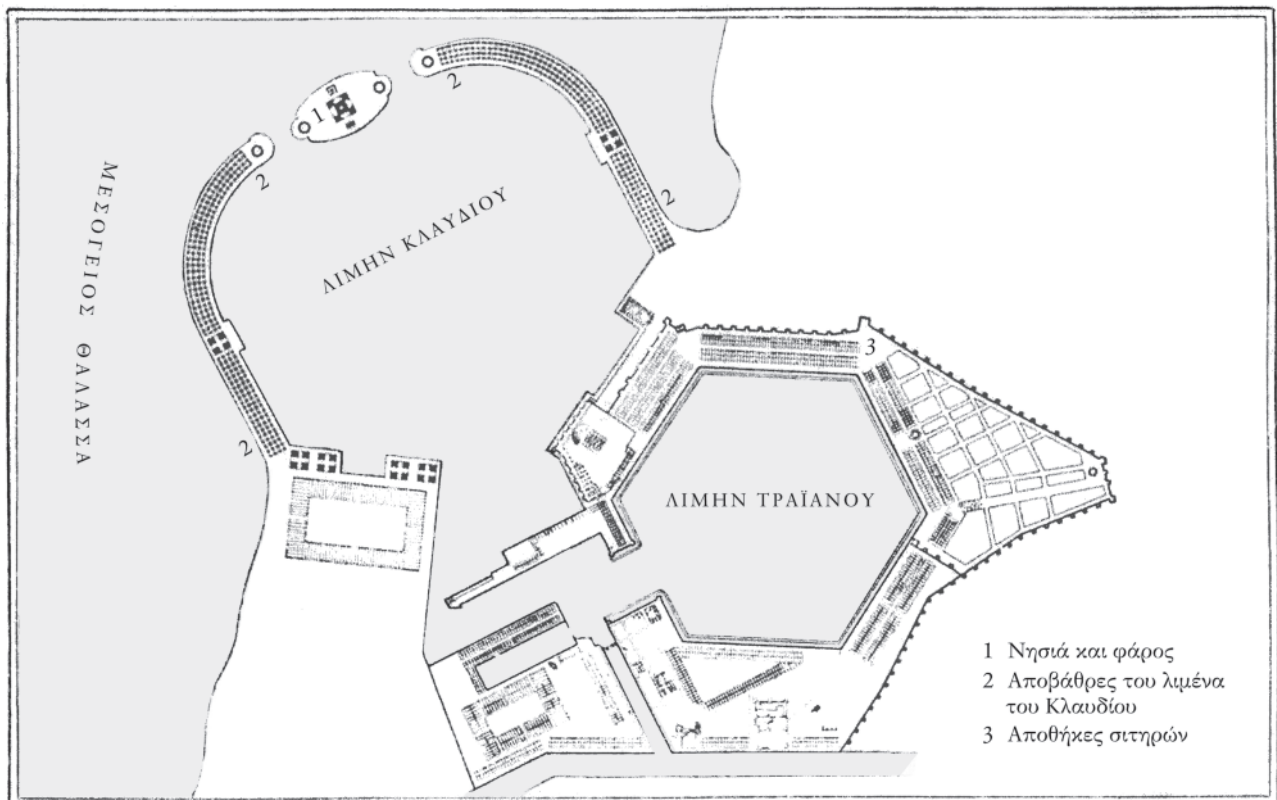 1
2
2
2
2
3
ΜΕΣΟΓΕΙΟΣ ΘΑΛΑΣΣΑ
ΛΙΜΗΝ ΚΛΑΥΔΙΟΥ
ΛΙΜΗΝ ΤΡΑΪΑΝΟΥ
1 Νησιά και φάρος
2 Αποβάθρες του λιμένα
του Κλαυδίου
3 Αποθήκες σιτηρών